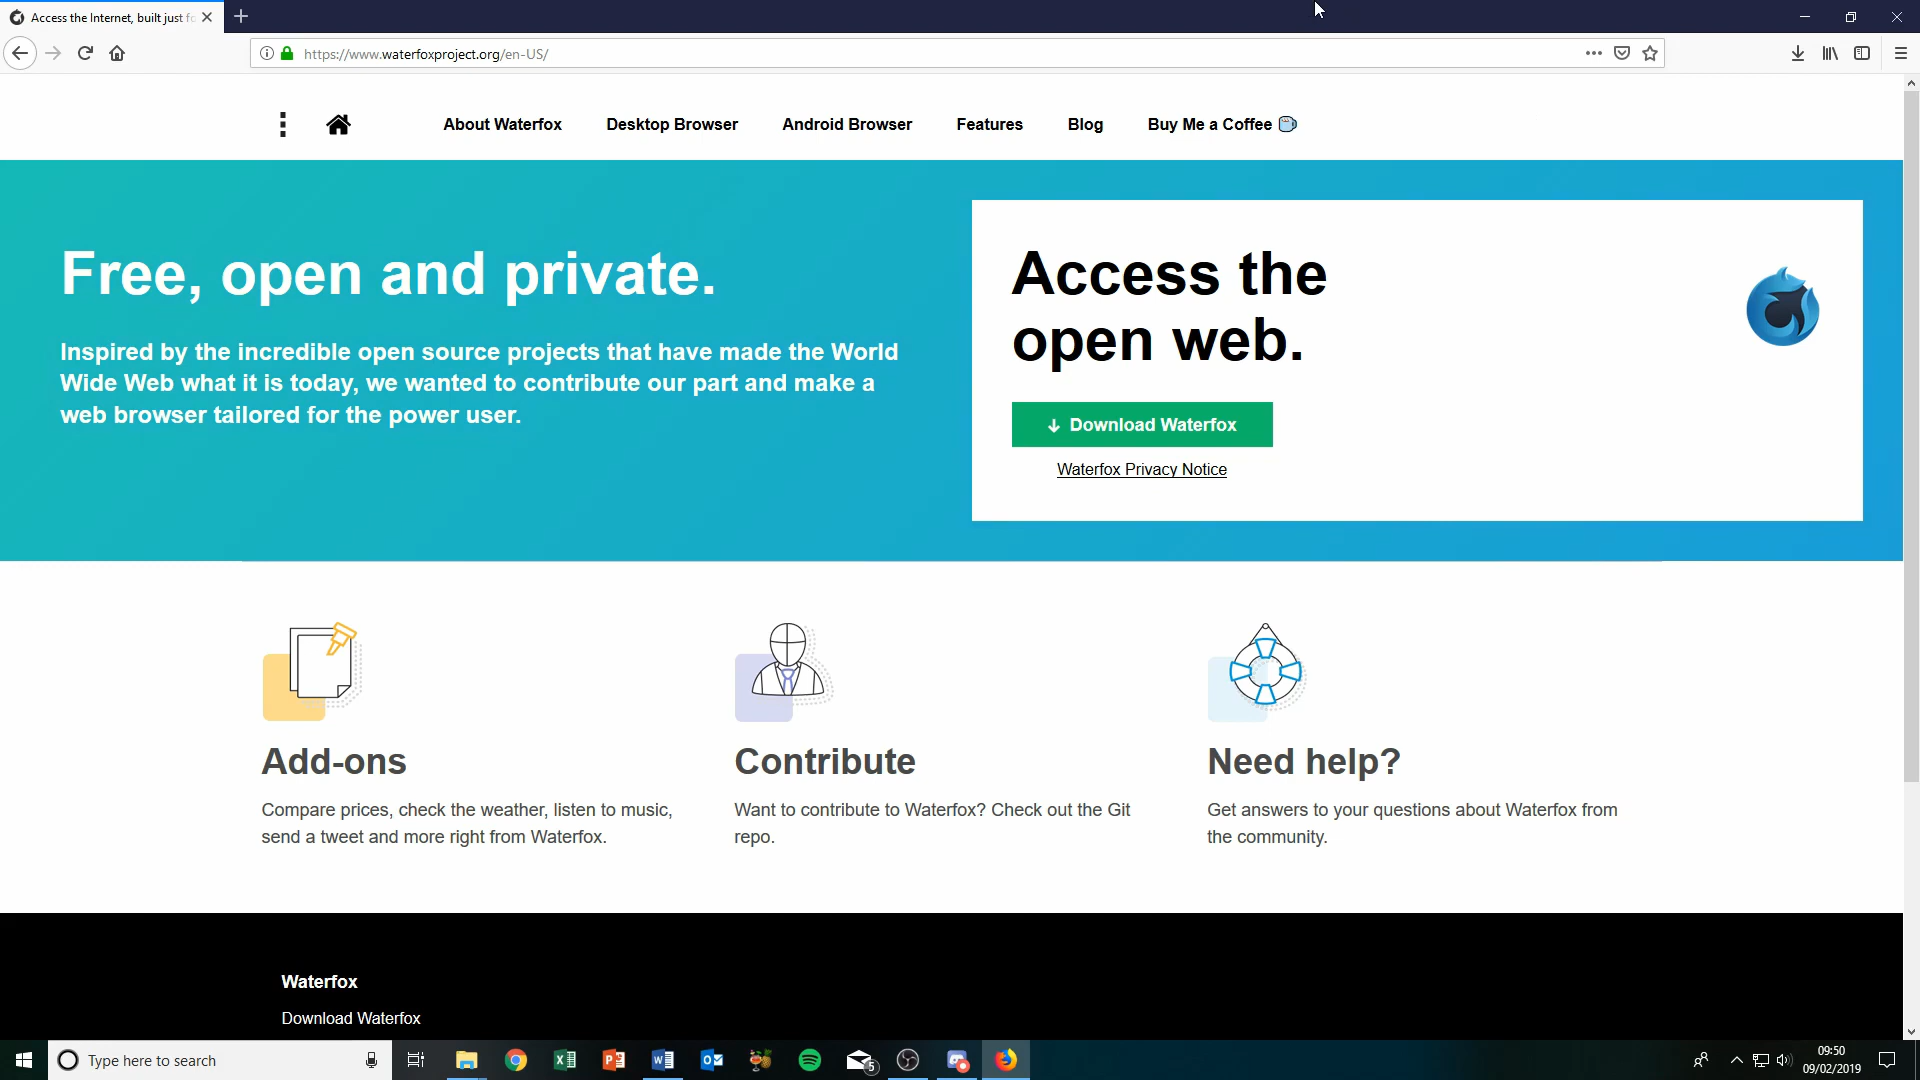 Access the Internet, built just fo
https://www.waterfoxproject.org/en-US/
About Waterfox
Desktop Browser
Android Browser
Features
Blog
Buy Me a Coffee
Free, open and private.
Inspired by the incredible open source projects that have made the World
Wide Web what it is today, we wanted to contribute our part and make a
web browser tailored for the power user.
Access the
open web.
Download Waterfox
Waterfox Privacy Notice
Add-ons
Compare prices, check the weather, listen to music,
send a tweet and more right from Waterfox.
Contribute
Want to contribute to Waterfox? Check out the Git
repo.
Need help?
Get answers to your questions about Waterfox from
the community.
Waterfox
Download Waterfox
Type here to search
5
09:50
09/02/2019